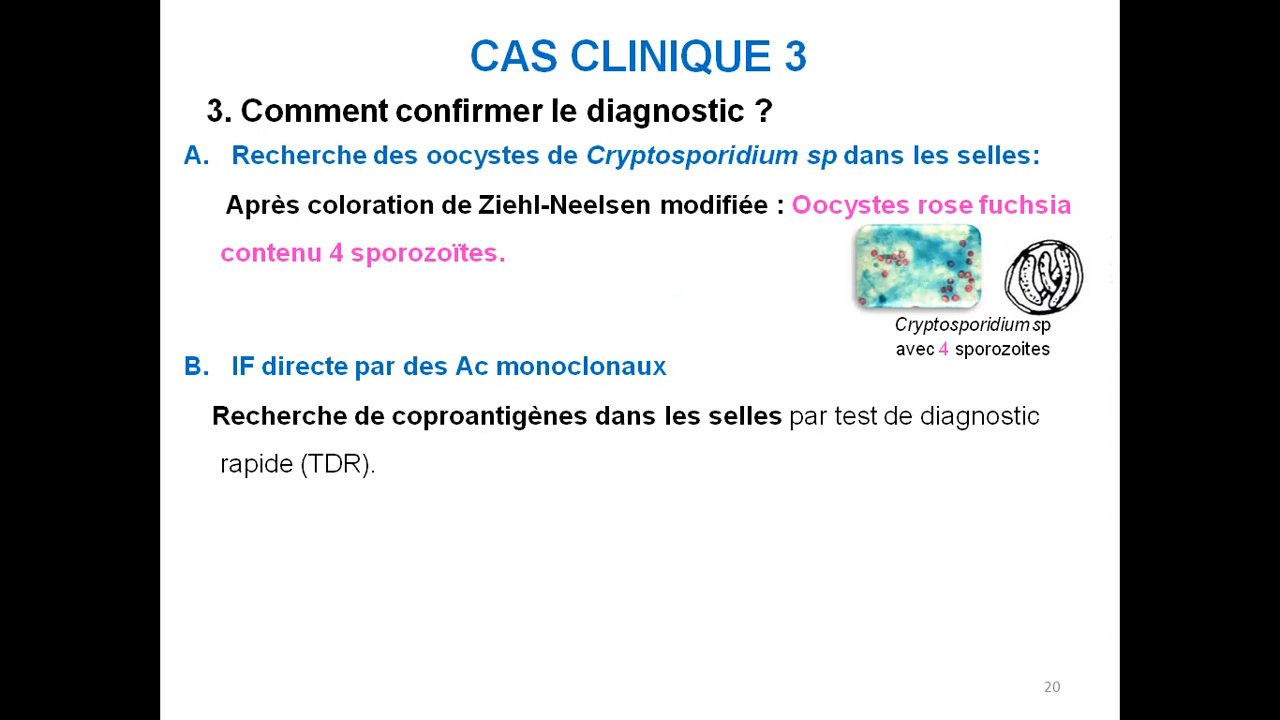 CAS CLINIQUE 3
3. Comment confirmer le diagnostic ?
A. Recherche des oocystes de Cryptosporidium sp dans les selles:
Après coloration de Ziehl-Neelsen modifiée : Oocystes rose fuchsia
contenu 4 sporozoïtes.
Cryptosporidium sp
avec 4 sporozoites
B. IF directe par des Ac monoclonaux
Recherche de coproantigènes dans les selles par test de diagnostic
rapide (TDR).
20